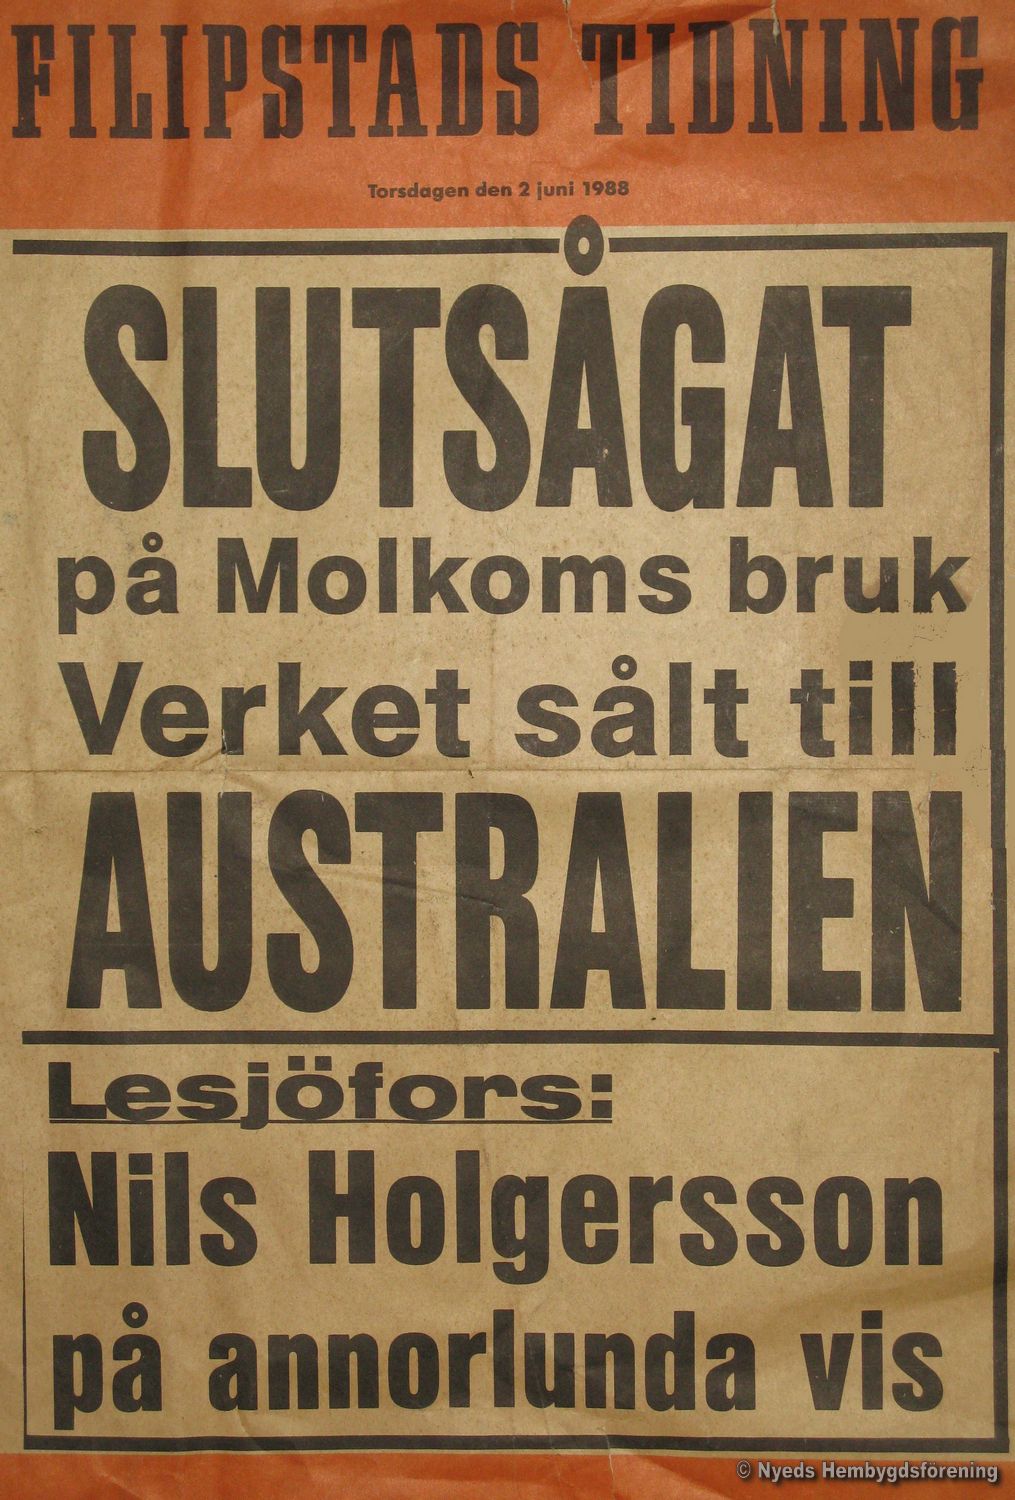 FILIPSTADS TIDNING
Torsdagen den 2 juni 1988
SLUTSÅGAT
på Molkoms bruk
Verket sålt till
AUSTRALIEN
Lesjöfors:
Nils Holgersson
på annorlunda vis
© Nyeds Hembygdsförening